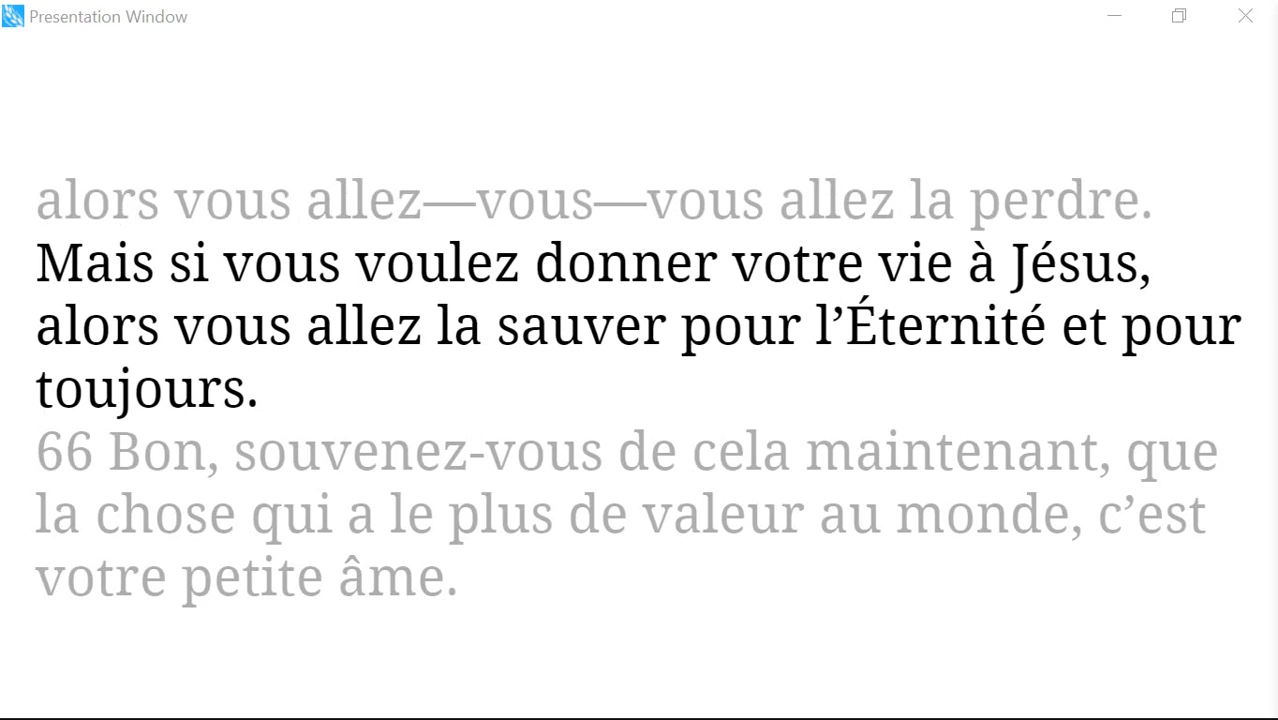 Presentation Window
alors vous allez—vous—vous allez la perdre.
Mais si vous voulez donner votre vie à Jésus,
alors vous allez la sauver pour l’Éternité et pour
toujours.
66 Bon, souvenez-vous de cela maintenant, que
la chose qui a le plus de valeur au monde, c’est
votre petite âme.